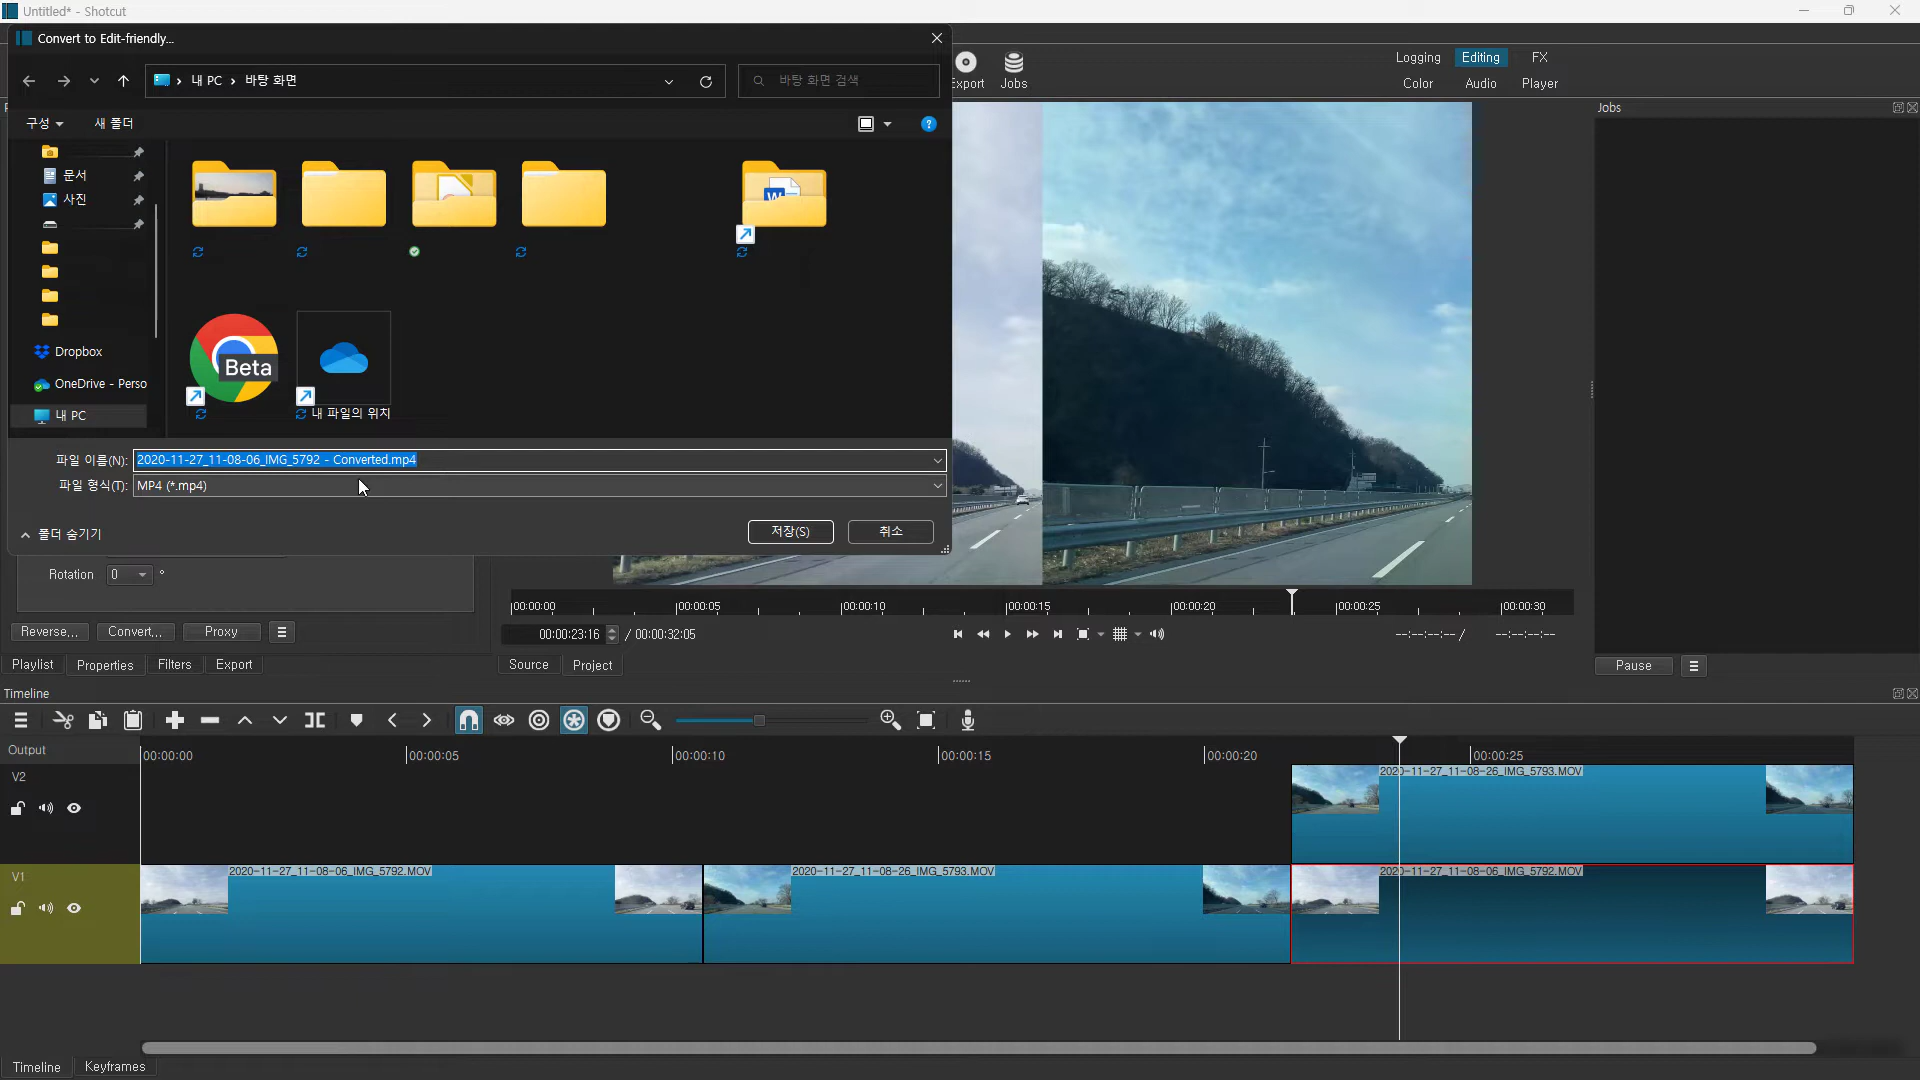 Untitled* - Shotcut
Convert to Edit-friendly...
내 PC
바탕 화면
바탕 화면 검색
구성
새 폴더
Export
Jobs
Logging
Editing
FX
Color
Audio
Player
Jobs
문서
사진
Dropbox
OneDrive - Perso
내 PC
Beta
내 파일의 위치
파일 이름(N):
2020-11-27_11-08-06_IMG_5792 - Converted.mp4
파일 형식(T):
MP4 (*.mp4)
폴더 숨기기
저장(S)
취소
Rotation
0
°
Reverse...
Convert...
Proxy
Playlist
Properties
Filters
Export
00:00:00
00:00:05
00:00:10
00:00:15
00:00:20
00:00:25
00:00:30
00:00:23:16
/ 00:00:32:05
--:--:--:-- /
--:--:--:--
Source
Project
Pause
Timeline
Output
00:00:00
00:00:05
00:00:10
00:00:15
00:00:20
00:00:25
V2
2020-11-27_11-08-26_IMG_5793.MOV
V1
2020-11-27_11-08-06_IMG_5792.MOV
2020-11-27_11-08-26_IMG_5793.MOV
2020-11-27_11-08-06_IMG_5792.MOV
Timeline
Keyframes